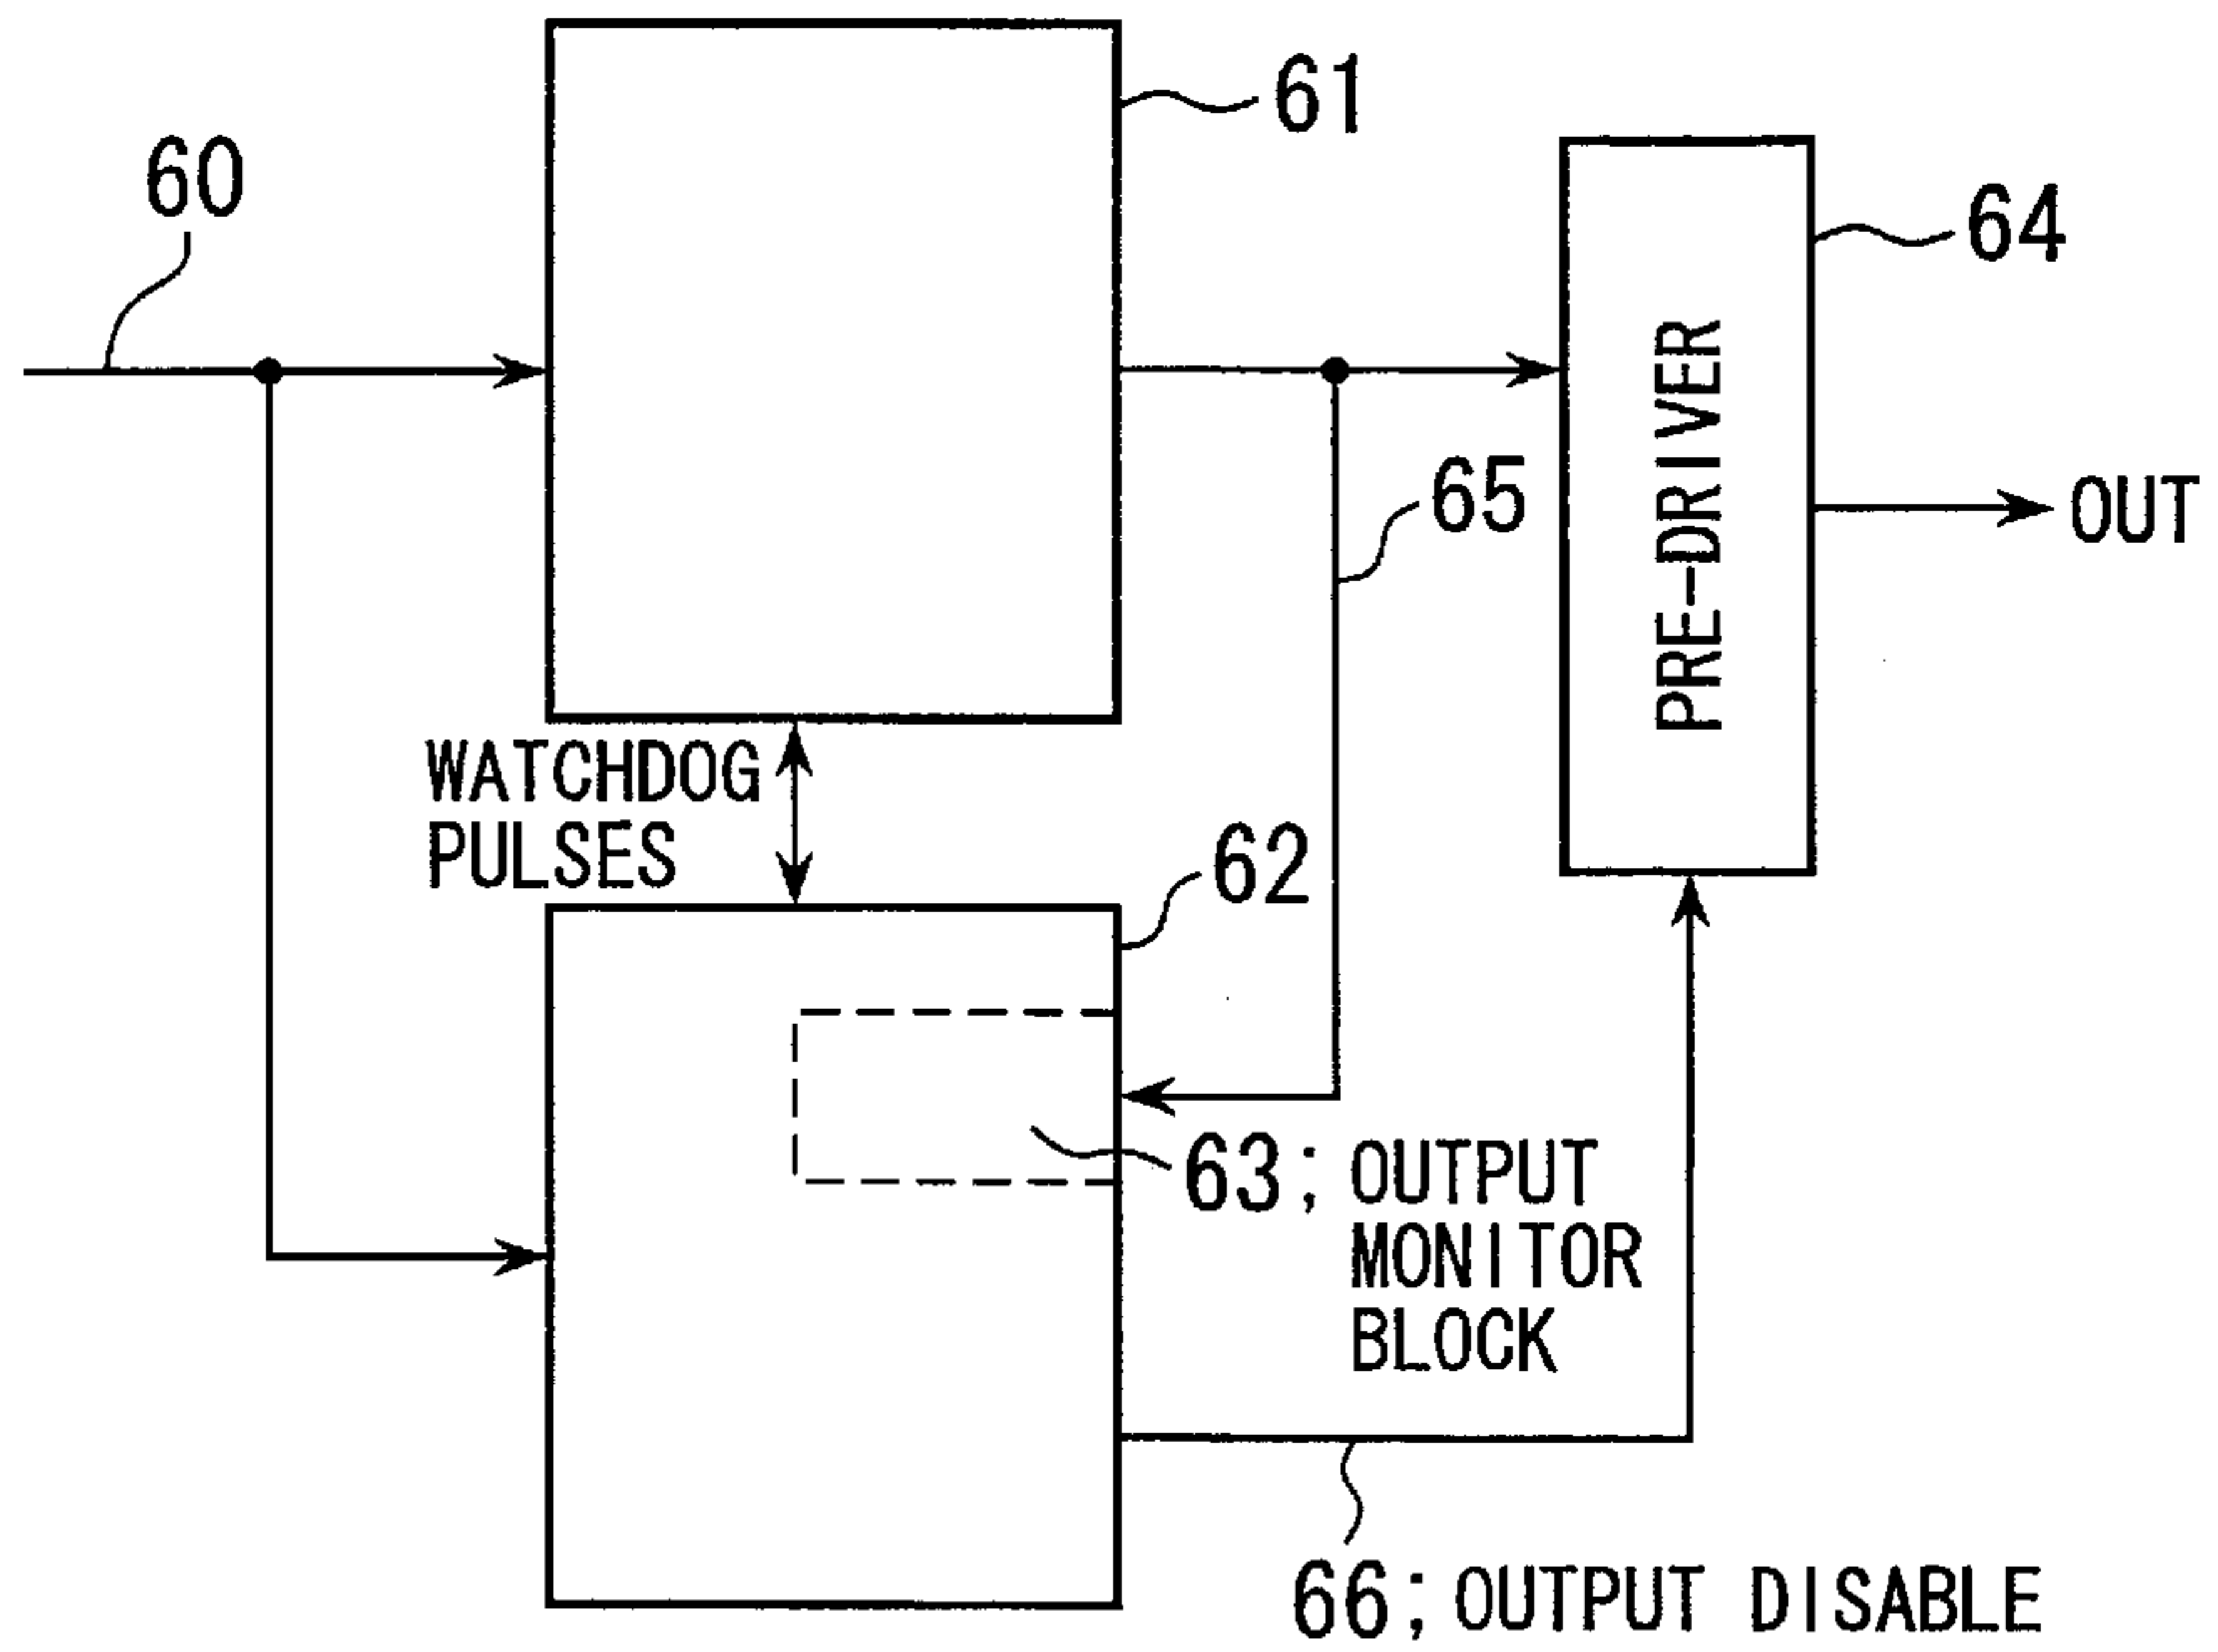 61
60
64
PRE-DRIVER
65
OUT
WATCHDOG
PULSES
62
63; OUTPUT
MONITOR
BLOCK
66; OUTPUT DISABLE